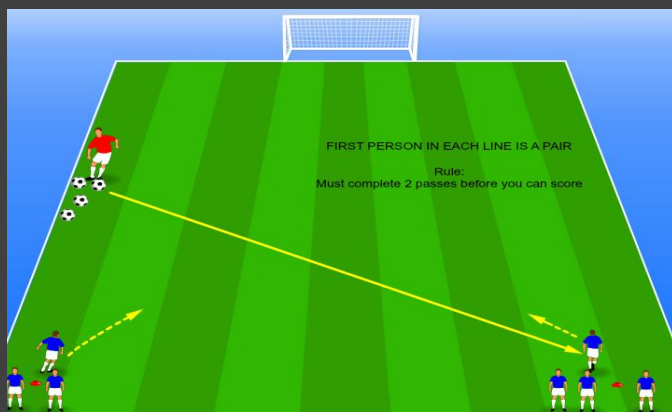 FIRST PERSON IN EACH LINE IS A PAIR
Rule:
Must complete 2 passes before you can score